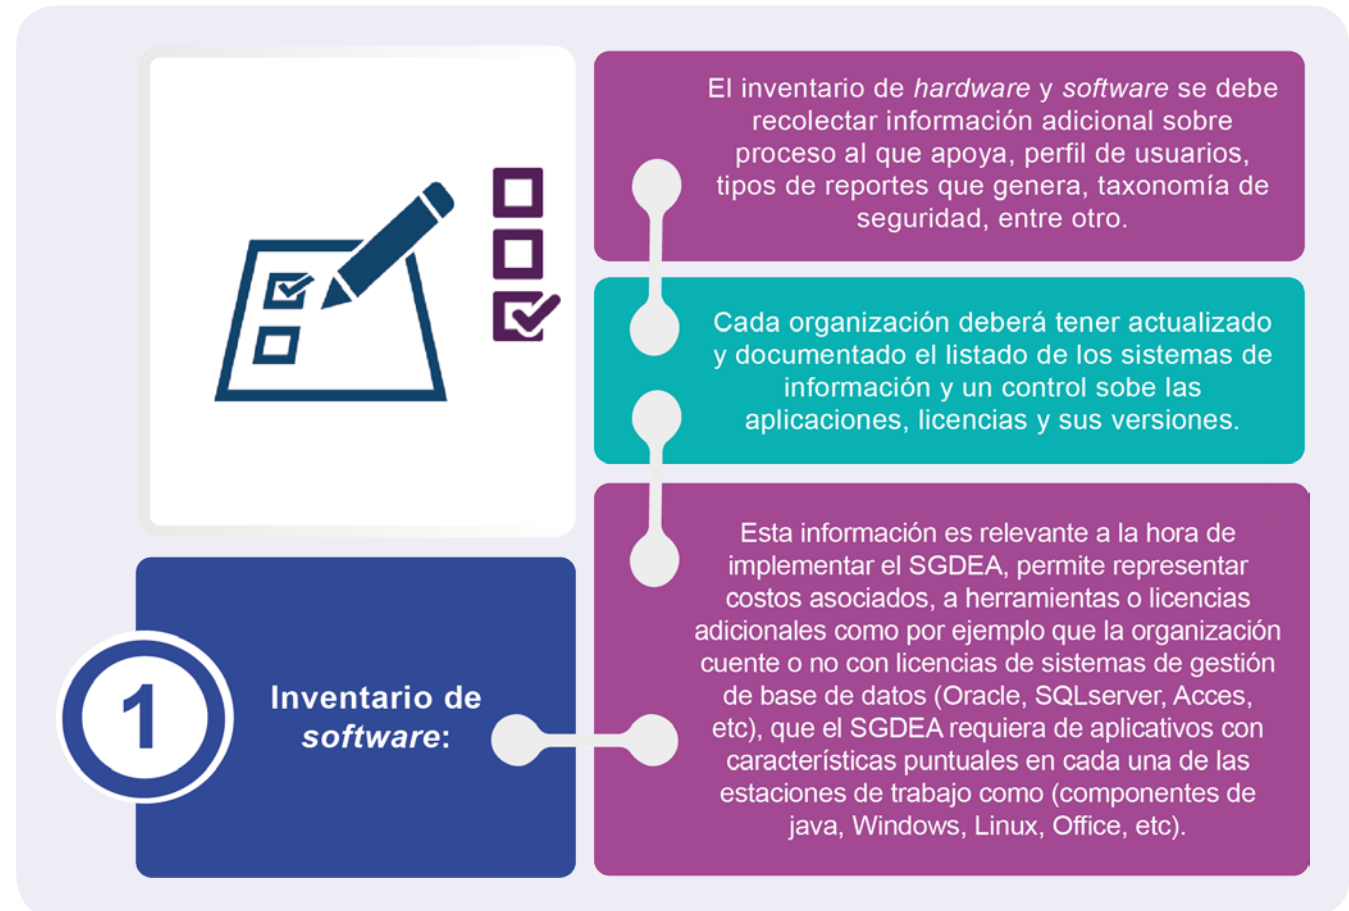 El inventario de hardware y software se debe
recolectar información adicional sobre
proceso al que apoya, perfil de usuarios,
tipos de reportes que genera, taxonomía de
seguridad, entre otro.
Cada organización deberá tener actualizado
y documentado el listado de los sistemas de
información y un control sobe las
aplicaciones, licencias y sus versiones.
1
Inventario de
software:
Esta información es relevante a la hora de
implementar el SGDEA, permite representar
costos asociados, a herramientas o licencias
adicionales como por ejemplo que la organización
cuente o no con licencias de sistemas de gestión
de base de datos (Oracle, SQLserver, Acces,
etc), que el SGDEA requiera de aplicativos con
características puntuales en cada una de las
estaciones de trabajo como (componentes de
java, Windows, Linux, Office, etc).